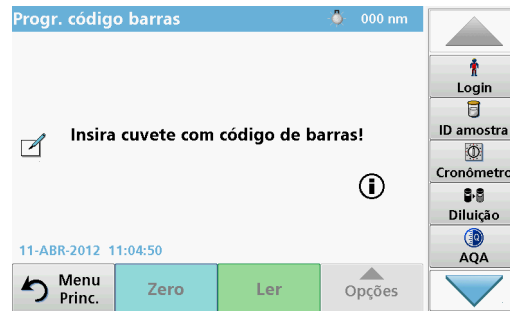 Progr. código barras
000 nm
Login
ID amostra
Cronômetro
Diluição
AQA
Insira cuvete com código de barras!
11-ABR-2012 11:04:50
Menu
Princ.
Zero
Ler
Opções